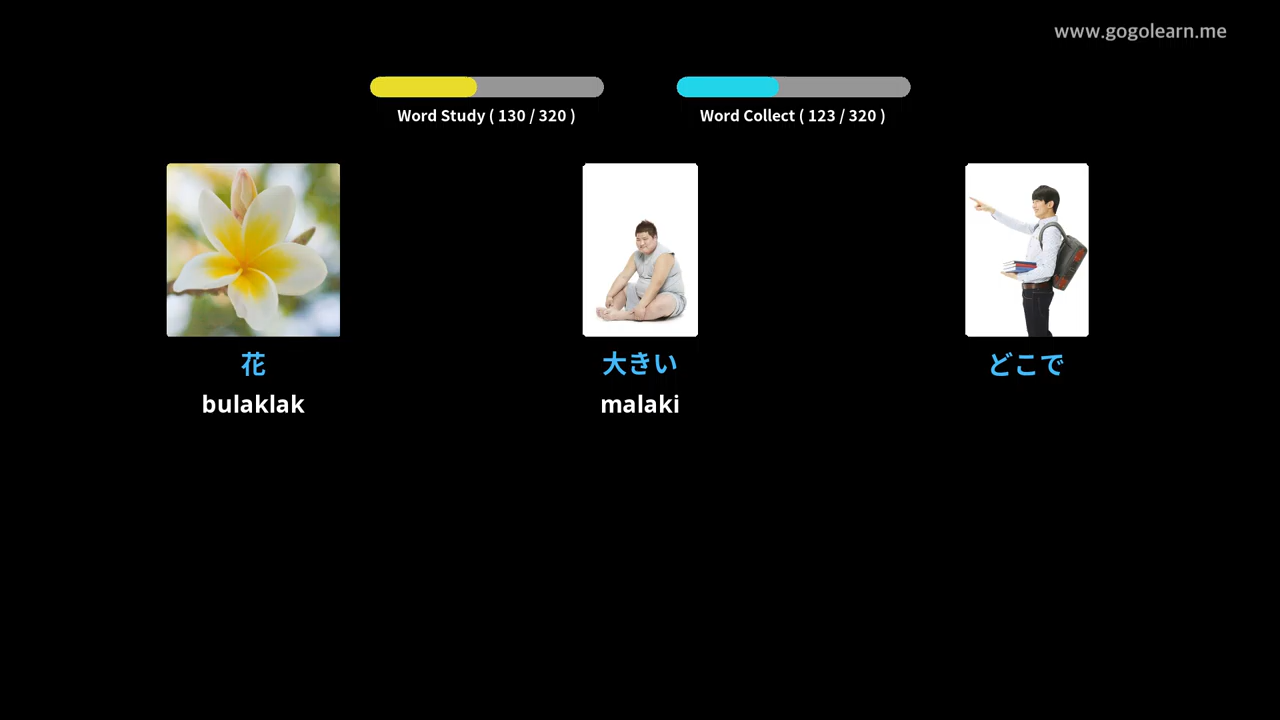 www.gogolearn.me
Word Study ( 130 / 320 )
Word Collect ( 123 / 320 )
花
大きい
どこで
bulaklak
malaki